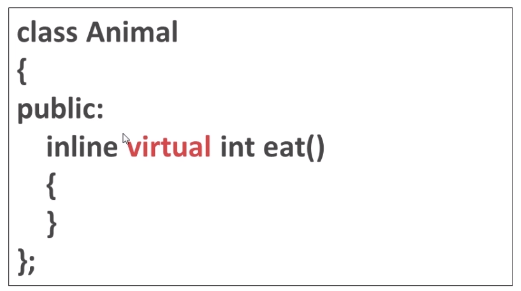 class Animal
{
public:
inline virtual int eat()
{
}
};